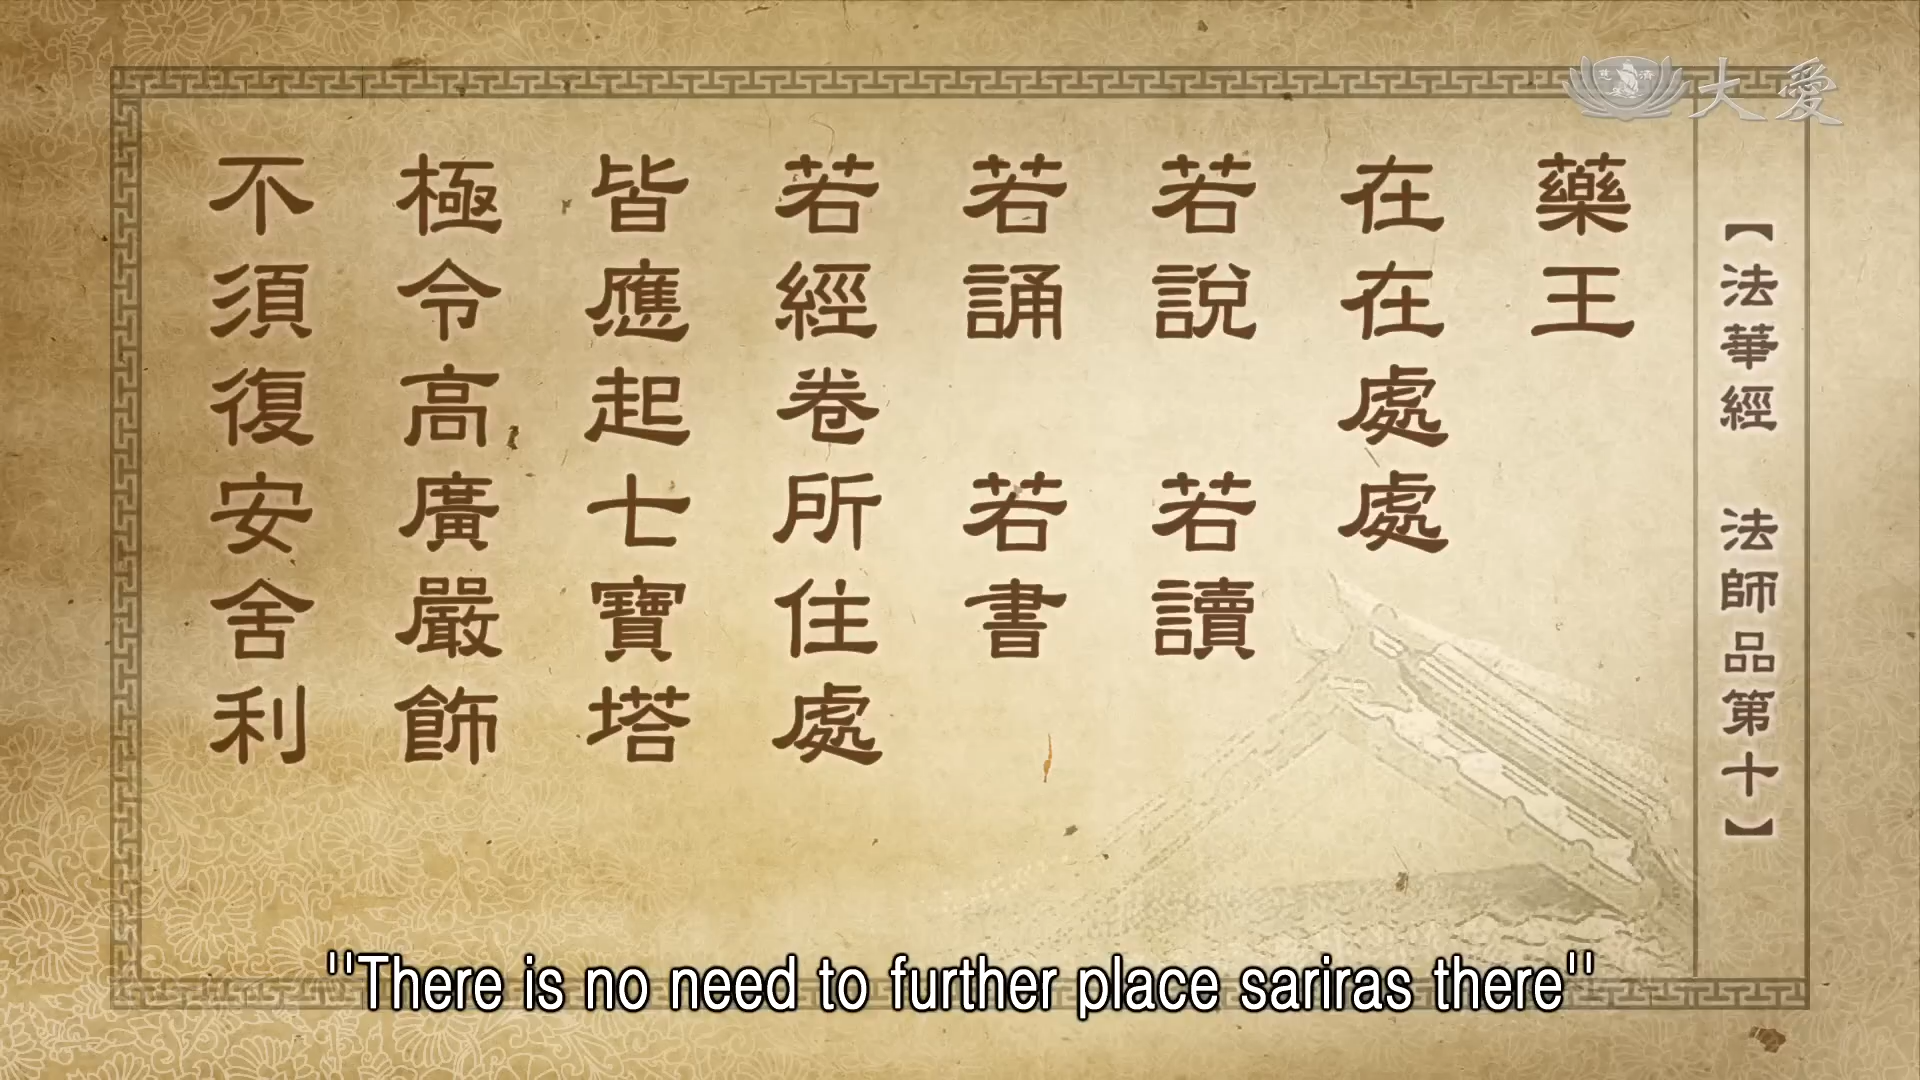 大愛
慈濟
【法華經 法師品第十】
藥王
在在處處
若說 若讀
若誦 若書
若經卷所住處
皆應起七寶塔
極令高廣嚴飾
不須復安舍利
"There is no need to further place sariras there"